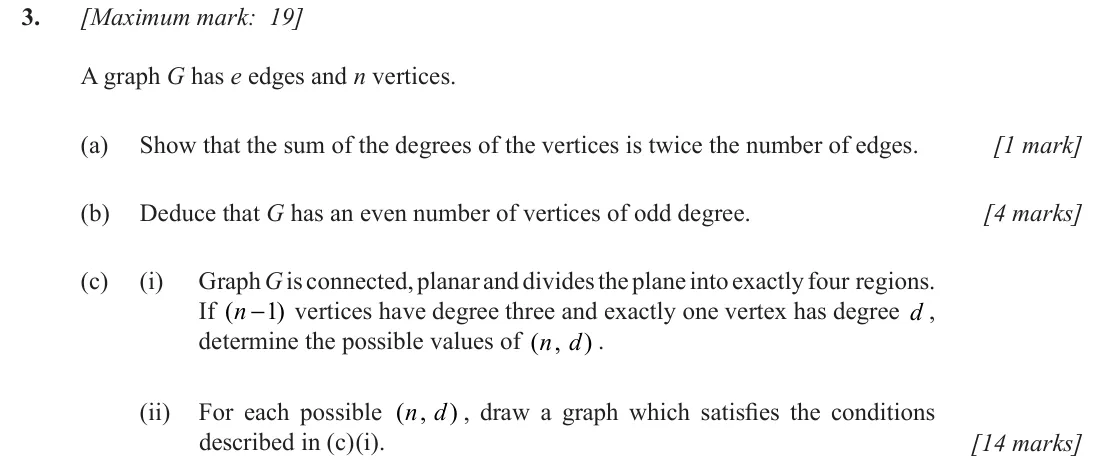 3. [Maximum mark: 19]
A graph G has e edges and n vertices.
(a) Show that the sum of the degrees of the vertices is twice the number of edges. [1 mark]
(b) Deduce that G has an even number of vertices of odd degree. [4 marks]
(c) (i) Graph G is connected, planar and divides the plane into exactly four regions.
If (n−1) vertices have degree three and exactly one vertex has degree d,
determine the possible values of (n, d).
(ii) For each possible (n, d), draw a graph which satisfies the conditions
described in (c)(i). [14 marks]